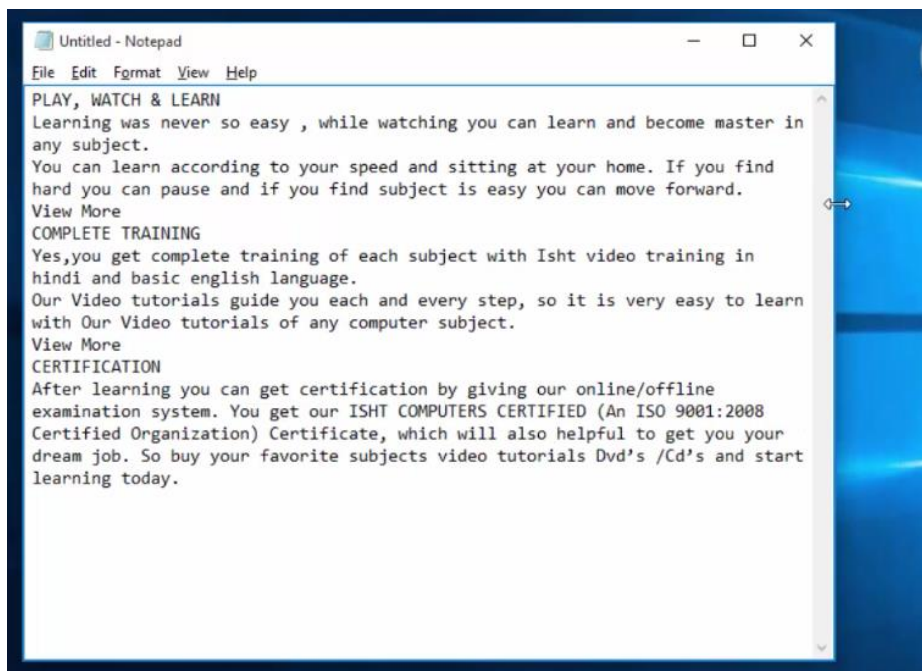 Untitled - Notepad
File Edit Format View Help
PLAY, WATCH & LEARN
Learning was never so easy , while watching you can learn and become master in
any subject.
You can learn according to your speed and sitting at your home. If you find
hard you can pause and if you find subject is easy you can move forward.
View More
COMPLETE TRAINING
Yes,you get complete training of each subject with Isht video training in
hindi and basic english language.
Our Video tutorials guide you each and every step, so it is very easy to learn
with Our Video tutorials of any computer subject.
View More
CERTIFICATION
After learning you can get certification by giving our online/offline
examination system. You get our ISHT COMPUTERS CERTIFIED (An ISO 9001:2008
Certified Organization) Certificate, which will also helpful to get you your
dream job. So buy your favorite subjects video tutorials Dvd’s /Cd’s and start
learning today.